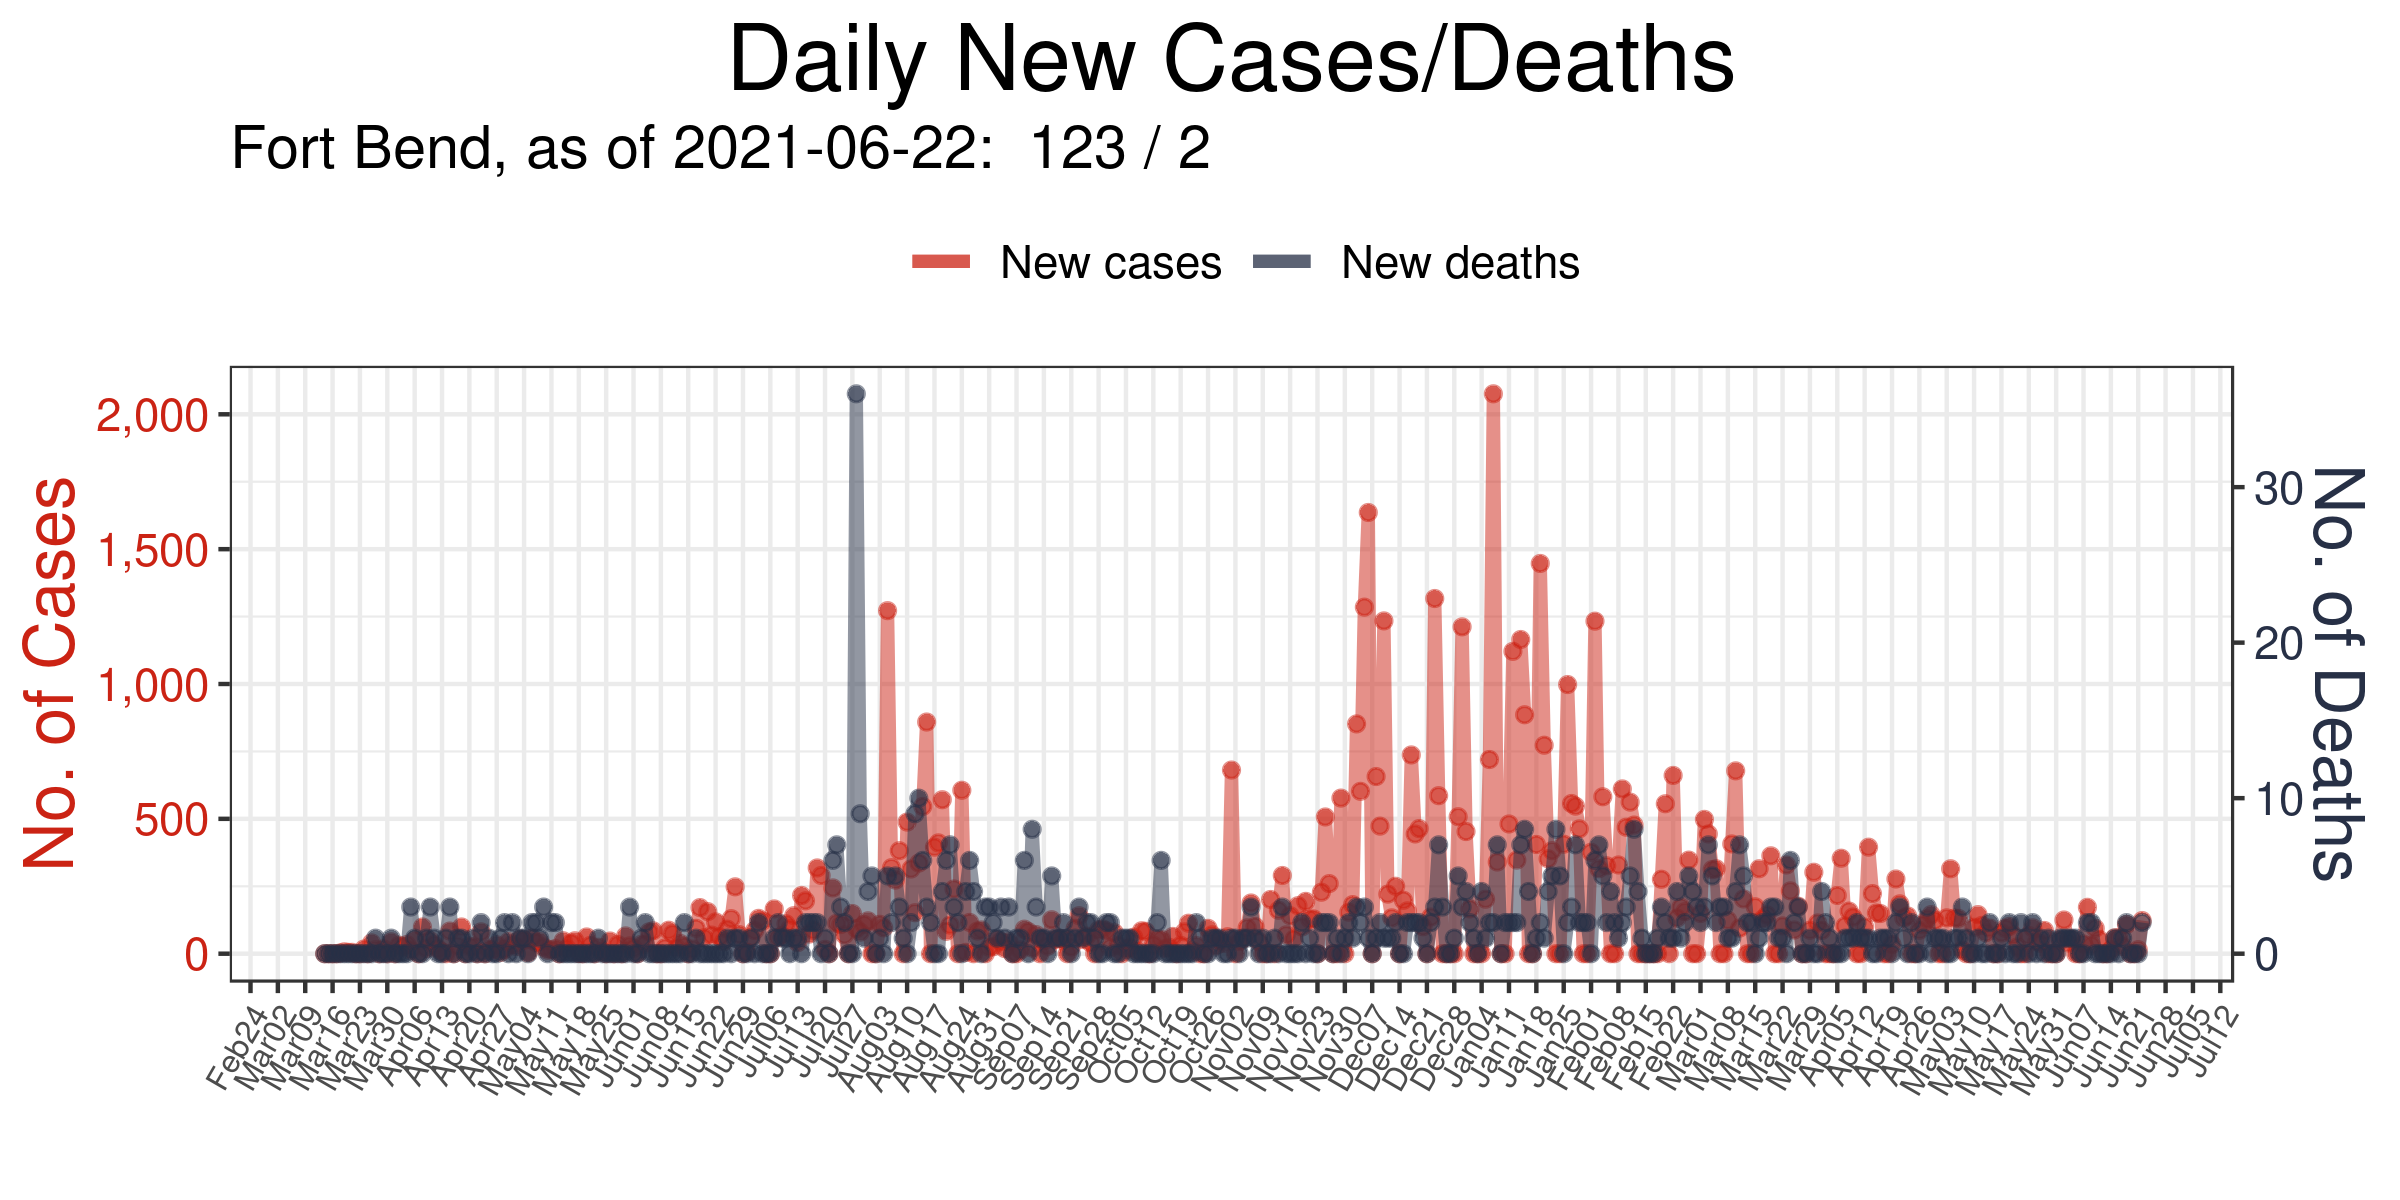 Daily New Cases/Deaths
Fort Bend, as of 2021-06-22:  123 / 2
New cases New deaths
No. of Cases
2,000
1,500
1,000
500
0
30
20
10
0
No. of Deaths
Feb24 Mar02 Mar09 Mar16 Mar23 Mar30 Apr06 Apr13 Apr20 Apr27 May04 May11 May18 May25 Jun01 Jun08 Jun15 Jun22 Jun29 Jul06 Jul13 Jul20 Jul27 Aug03 Aug10 Aug17 Aug24 Aug31 Sep07 Sep14 Sep21 Sep28 Oct05 Oct12 Oct19 Oct26 Nov02 Nov09 Nov16 Nov23 Nov30 Dec07 Dec14 Dec21 Dec28 Jan04 Jan11 Jan18 Jan25 Feb01 Feb08 Feb15 Feb22 Mar01 Mar08 Mar15 Mar22 Mar29 Apr05 Apr12 Apr19 Apr26 May03 May10 May17 May24 May31 Jun07 Jun14 Jun21 Jun28 Jul05 Jul12